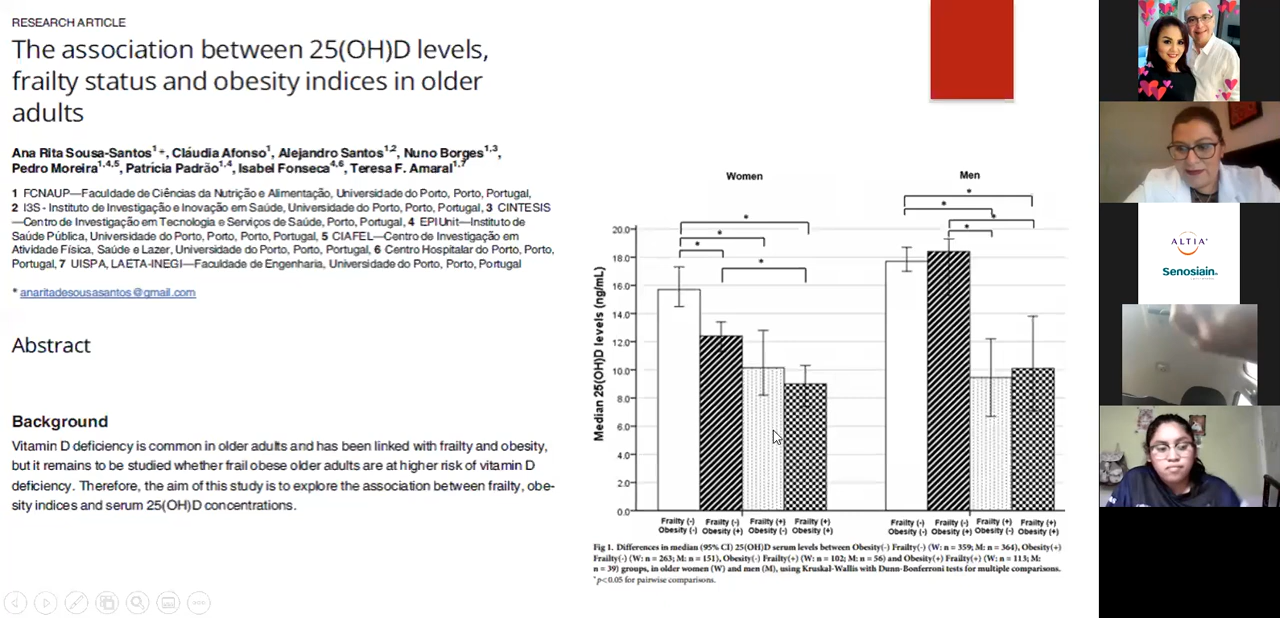 RESEARCH ARTICLE
The association between 25(OH)D levels,
frailty status and obesity indices in older
adults
Ana Rita Sousa-Santos1*, Cláudia Afonso1, Alejandro Santos1,2, Nuno Borges1,3,
Pedro Moreira1,4,5, Patrícia Padrão1,4, Isabel Fonseca4,6, Teresa F. Amaral1,7
1 FCNAUP—Faculdade de Ciências da Nutrição e Alimentação, Universidade do Porto, Porto, Portugal,
2 I3S - Instituto de Investigação e Inovação em Saúde, Universidade do Porto, Porto, Portugal, 3 CINTESIS
—Centro de Investigação em Tecnologia e Serviços de Saúde, Porto, Portugal, 4 EPIUnit—Instituto de
Saúde Pública, Universidade do Porto, Porto, Portugal, 5 CIAFEL—Centro de Investigação em
Atividade Física, Saúde e Lazer, Universidade do Porto, Porto, Portugal, 6 Centro Hospitalar do Porto, Porto,
Portugal, 7 UISPA, LAETA-INEGI—Faculdade de Engenharia, Universidade do Porto, Porto, Portugal
* anaritadesousasantos@gmail.com
Abstract
Background
Vitamin D deficiency is common in older adults and has been linked with frailty and obesity,
but it remains to be studied whether frail obese older adults are at higher risk of vitamin D
deficiency. Therefore, the aim of this study is to explore the association between frailty, obe-
sity indices and serum 25(OH)D concentrations.
Women
Men
* * * * * * * *
Median 25(OH)D levels (ng/mL)
20.0
18.0
16.0
14.0
12.0
10.0
8.0
6.0
4.0
2.0
0.0
Frailty (-) Frailty (-) Frailty (+) Frailty (+)
Obesity (-) Obesity (+) Obesity (-) Obesity (+)
Frailty (-) Frailty (-) Frailty (+) Frailty (+)
Obesity (-) Obesity (+) Obesity (-) Obesity (+)
Fig 1. Differences in median (95% CI) 25(OH)D serum levels between Obesity(-) Frailty(-) (W: n = 359; M: n = 364), Obesity(+)
Frailty(-) (W: n = 263; M: n = 151), Obesity(-) Frailty(+) (W: n = 102; M: n = 56) and Obesity(+) Frailty(+) (W: n = 113; M:
n = 39) groups, in older women (W) and men (M), using Kruskal-Wallis with Dunn-Bonferroni tests for multiple comparisons.
*p<0.05 for pairwise comparisons.
ALTIA
Senosiain